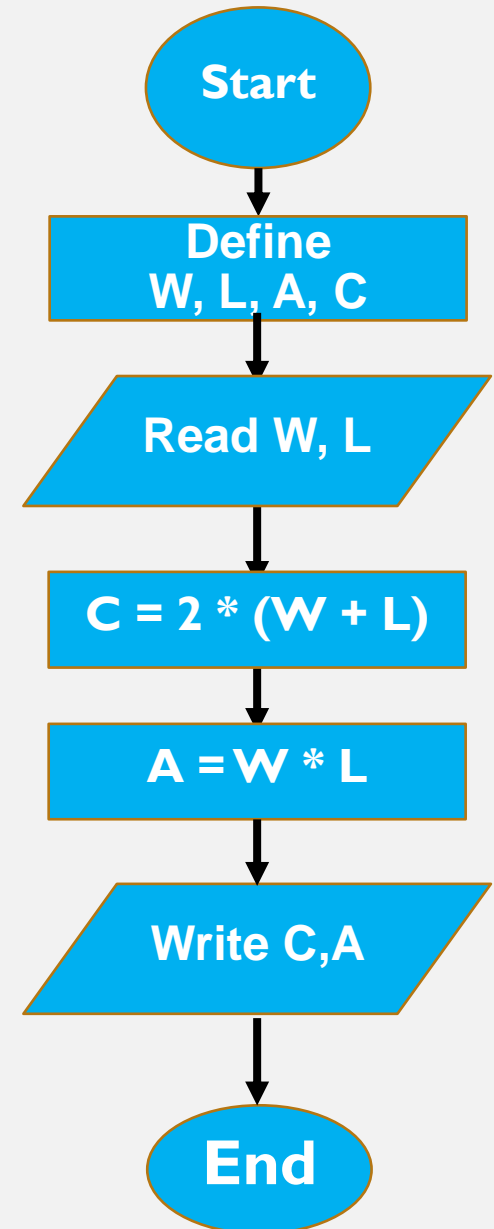 Start
Define
W, L, A, C
Read W, L
C = 2 * (W + L)
A = W * L
Write C,A
End